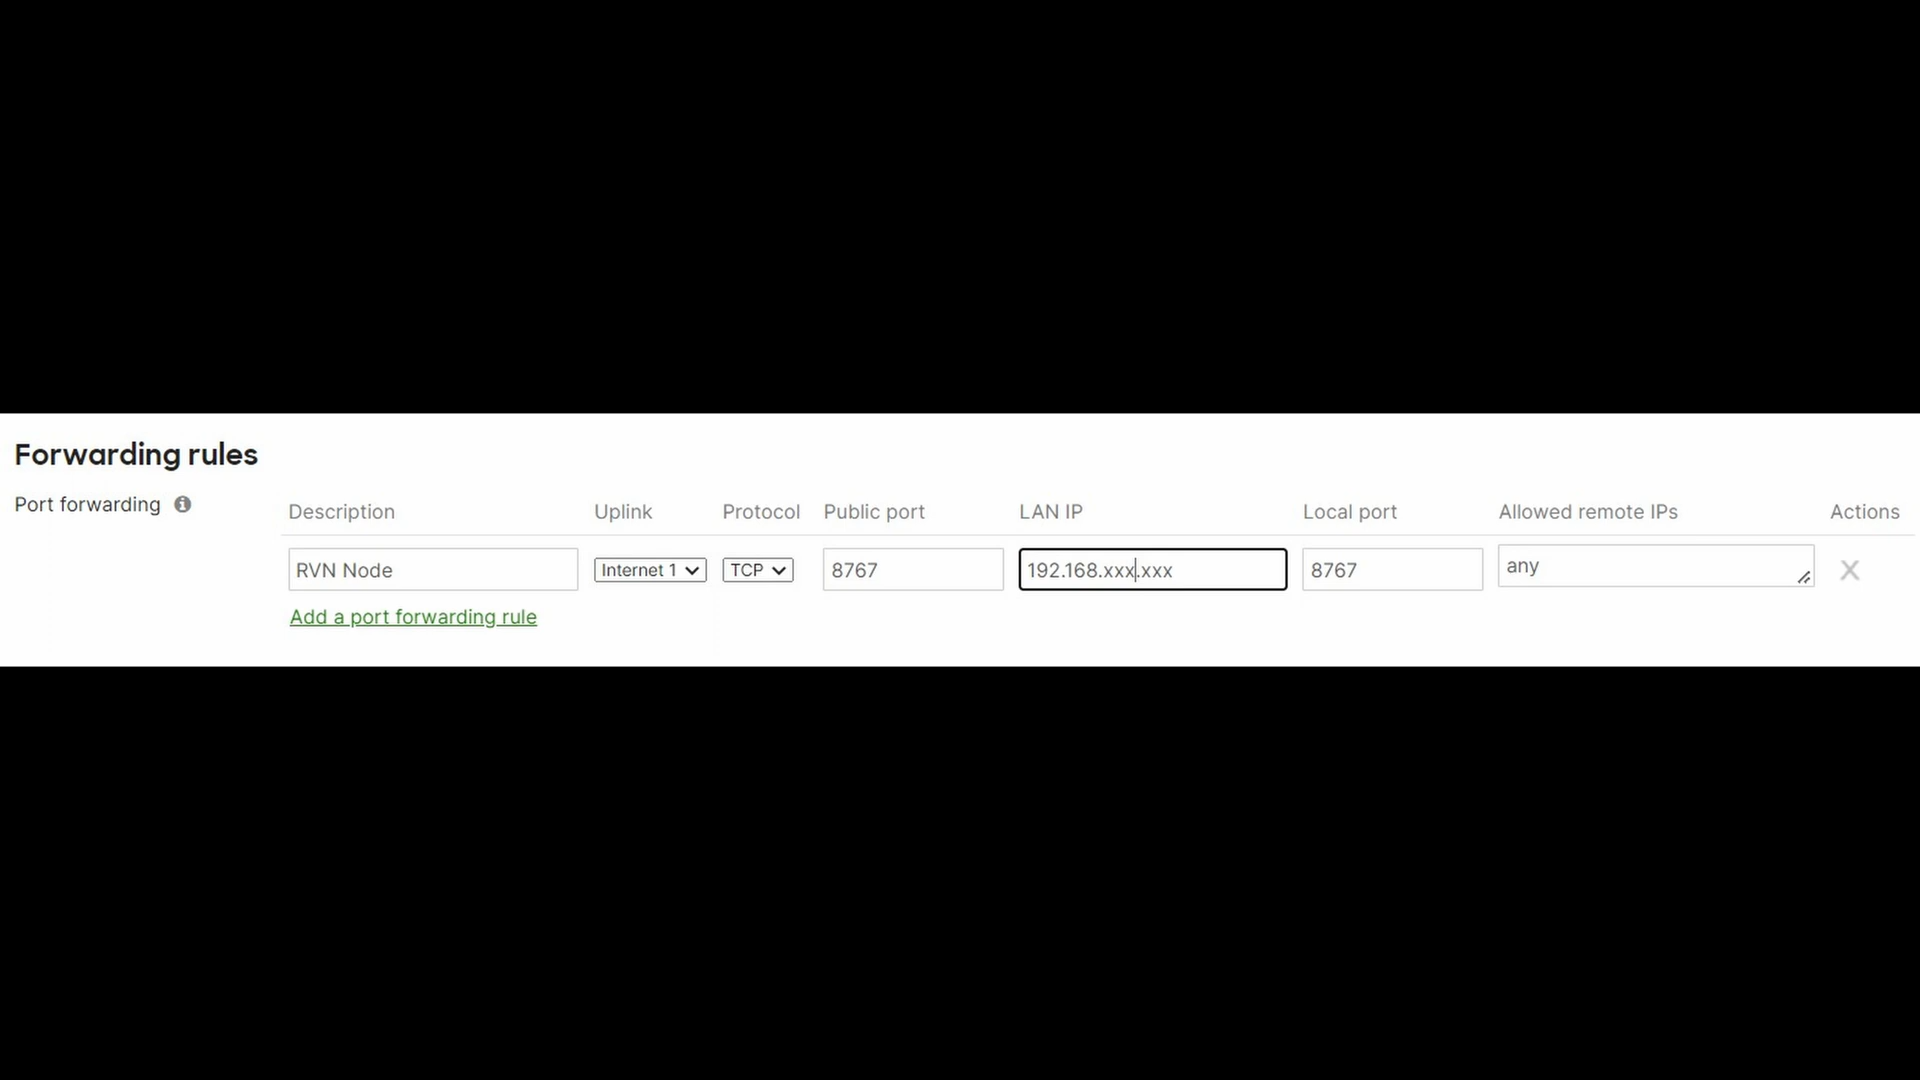 Forwarding rules
Port forwarding
Description Uplink Protocol Public port LAN IP Local port Allowed remote IPs Actions
RVN Node Internet 1 TCP 8767 192.168.xxx.xxx 8767 any X
Add a port forwarding rule